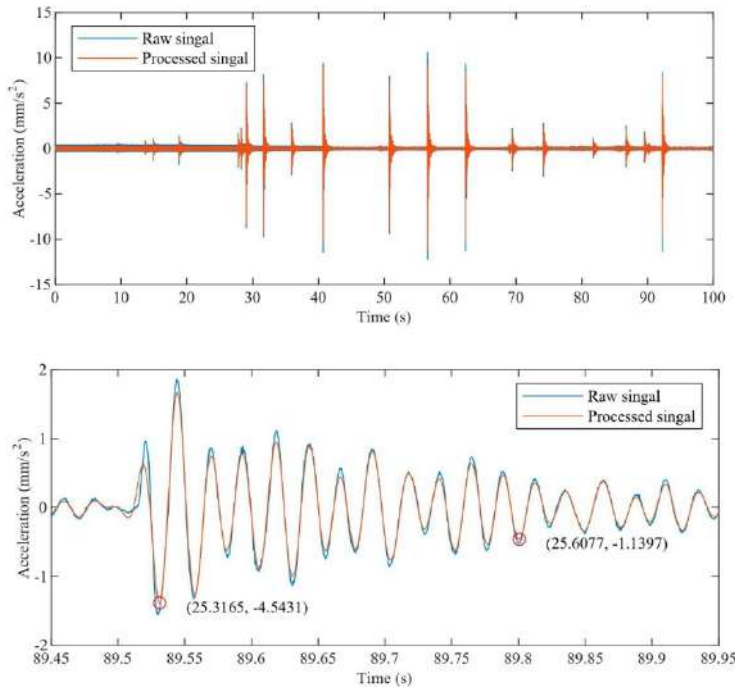 15
10
5
0
-5
-10
-15
Acceleration (mm/s²)
Raw singal
Processed singal
0 10 20 30 40 50 60 70 80 90 100
Time (s)
2
1
0
-1
-2
Acceleration (mm/s²)
Raw singal
Processed singal
(25.6077, -1.1397)
(25.3165, -4.5431)
89.45 89.5 89.55 89.6 89.65 89.7 89.75 89.8 89.85 89.9 89.95
Time (s)